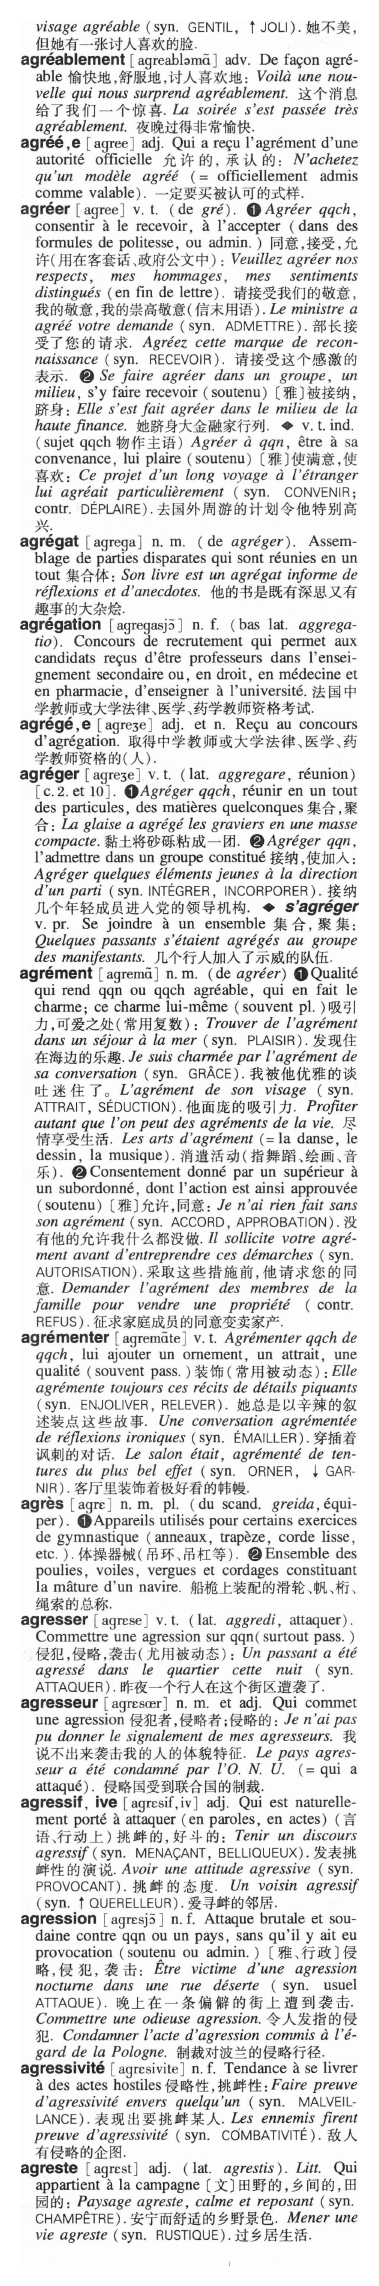 visage agréable (syn. GENTIL, ↑ JOLI). 她不美,
但她有一张讨人喜欢的脸.
agréablement [agreabləmɑ̃] adv. De façon agré-
able 愉快地,舒服地,讨人喜欢地: Voilà une nou-
velle qui nous surprend agréablement. 这个消息
给了我们一个惊喜. La soirée s'est passée très
agréablement. 夜晚过得非常愉快.
agréé,e [agree] adj. Qui a reçu l'agrément d'une
autorité officielle 允许的, 承认的: N'achetez
qu'un modèle agréé (= officiellement admis
comme valable). 一定要买被认可的式样.
agréer [agree] v. t. (de gré). ❶ Agréer qqch,
consentir à le recevoir, à l'accepter (dans des
formules de politesse, ou admin. ) 同意,接受,允
许(用在客套话、政府公文中): Veuillez agréer nos
respects, mes hommages, mes sentiments
distingués (en fin de lettre). 请接受我们的敬意,
我的敬意,我的崇高敬意(信末用语). Le ministre a
agréé votre demande (syn. ADMETTRE). 部长接
受了您的请求. Agréez cette marque de recon-
naissance (syn. RECEVOIR). 请接受这个感激的
表示. ❷ Se faire agréer dans un groupe, un
milieu, s'y faire recevoir (soutenu) 〔雅〕被接纳,
跻身: Elle s'est fait agréer dans le milieu de la
haute finance. 她跻身大金融家行列. ◆ v. t. ind.
(sujet qqch 物作主语) Agréer à qqn, être à sa
convenance, lui plaire (soutenu) 〔雅〕使满意,使
喜欢: Ce projet d'un long voyage à l'étranger
lui agréait particulièrement (syn. CONVENIR;
contr. DÉPLAIRE). 去国外周游的计划令他特别高
兴.
agrégat [agrega] n. m. (de agréger). Assem-
blage de parties disparates qui sont réunies en un
tout 集合体: Son livre est un agrégat informe de
réflexions et d'anecdotes. 他的书是既有深思又有
趣事的大杂烩.
agrégation [agregasjɔ̃] n. f. (bas lat. aggrega-
tio). Concours de recrutement qui permet aux
candidats reçus d'être professeurs dans l'ensei-
gnement secondaire ou, en droit, en médecine et
en pharmacie, d'enseigner à l'université. 法国中
学教师或大学法律、医学、药学教师资格考试.
agrégé,e [agreʒe] adj. et n. Reçu au concours
d'agrégation. 取得中学教师或大学法律、医学、药
学教师资格的(人).
agréger [agreʒe] v. t. (lat. aggregare, réunion)
[c. 2. et 10]. ❶ Agréger qqch, réunir en un tout
des particules, des matières quelconques 集合,聚
合: La glaise a agrégé les graviers en une masse
compacte. 黏土将砂砾粘成一团. ❷ Agréger qqn,
l'admettre dans un groupe constitué 接纳,使加入:
Agréger quelques éléments jeunes à la direction
d'un parti (syn. INTÉGRER, INCORPORER). 接纳
几个年轻成员进入党的领导机构. ◆ s'agréger
v. pr. Se joindre à un ensemble 集合, 聚集:
Quelques passants s'étaient agrégés au groupe
des manifestants. 几个行人加入了示威的队伍.
agrément [agremɑ̃] n. m. (de agréer) ❶ Qualité
qui rend qqn ou qqch agréable, qui en fait le
charme; ce charme lui-même (souvent pl. ) 吸引
力,可爱之处(常用复数): Trouver de l'agrément
dans un séjour à la mer (syn. PLAISIR). 发现住
在海边的乐趣. Je suis charmée par l'agrément de
sa conversation (syn. GRÂCE). 我被他优雅的谈
吐迷住了。 L'agrément de son visage (syn.
ATTRAIT, SÉDUCTION). 他面庞的吸引力. Profiter
autant que l'on peut des agréments de la vie. 尽
情享受生活. Les arts d'agrément (= la danse, le
dessin, la musique). 消遣活动(指舞蹈、绘画、音
乐). ❷ Consentement donné par un supérieur à
un subordonné, dont l'action est ainsi approuvée
(soutenu) 〔雅〕允许,同意: Je n'ai rien fait sans
son agrément (syn. ACCORD, APPROBATION). 没
有他的允许我什么都没做. Il sollicite votre agré-
ment avant d'entreprendre ces démarches (syn.
AUTORISATION). 采取这些措施前,他请求您的同
意. Demander l'agrément des membres de la
famille pour vendre une propriété (contr.
REFUS). 征求家庭成员的同意变卖家产.
agrémenter [agremɑ̃te] v. t. Agrémenter qqch de
qqch, lui ajouter un ornement, un attrait, une
qualité (souvent pass. ) 装饰(常用被动态): Elle
agrémente toujours ces récits de détails piquants
(syn. ENJOLIVER, RELEVER). 她总是以辛辣的叙
述装点这些故事. Une conversation agrémentée
de réflexions ironiques (syn. ÉMAILLER). 穿插着
讽刺的对话. Le salon était, agrémenté de ten-
tures du plus bel effet (syn. ORNER, ↓ GAR-
NIR). 客厅里装饰着极好看的帏幔.
agrès [agrɛ] n. m. pl. (du scand. greida, équi-
per). ❶ Appareils utilisés pour certains exercices
de gymnastique (anneaux, trapèze, corde lisse,
etc. ). 体操器械(吊环、吊杠等). ❷ Ensemble des
poulies, voiles, vergues et cordages constituant
la mâture d'un navire. 船桅上装配的滑轮、帆、桁、
绳索的总称.
agresser [agrese] v. t. (lat. aggredi, attaquer).
Commettre une agression sur qqn (surtout pass. )
侵犯,侵略,袭击(尤用被动态): Un passant a été
agressé dans le quartier cette nuit (syn.
ATTAQUER). 昨夜一个行人在这个街区遭袭了.
agresseur [agrɛsœr] n. m. et adj. Qui commet
une agression 侵犯者,侵略者;侵略的: Je n'ai pas
pu donner le signalement de mes agresseurs. 我
说不出来袭击我的人的体貌特征. Le pays agres-
seur a été condamné par l'O. N. U. (= qui a
attaqué). 侵略国受到联合国的制裁.
agressif, ive [agrɛsif,iv] adj. Qui est naturelle-
ment porté à attaquer (en paroles, en actes) (言
语、行动上) 挑衅的,好斗的: Tenir un discours
agressif (syn. MENAÇANT, BELLIQUEUX). 发表挑
衅性的演说. Avoir une attitude agressive (syn.
PROVOCANT). 挑衅的态度. Un voisin agressif
(syn. ↑ QUERELLEUR). 爱寻衅的邻居.
agression [agrɛsjɔ̃] n. f. Attaque brutale et sou-
daine contre qqn ou un pays, sans qu'il y ait eu
provocation (soutenu ou admin. ) 〔雅、行政〕侵
略,侵犯,袭击: Être victime d'une agression
nocturne dans une rue déserte (syn. usuel
ATTAQUE). 晚上在一条偏僻的街上遭到袭击.
Commettre une odieuse agression. 令人发指的侵
犯. Condamner l'acte d'agression commis à l'é-
gard de la Pologne. 制裁对波兰的侵略行径.
agressivité [agrɛsivite] n. f. Tendance à se livrer
à des actes hostiles 侵略性,挑衅性: Faire preuve
d'agressivité envers quelqu'un (syn. MALVEIL-
LANCE). 表现出要挑衅某人. Les ennemis firent
preuve d'agressivité (syn. COMBATIVITÉ). 敌人
有侵略的企图.
agreste [agrɛst] adj. (lat. agrestis). Litt. Qui
appartient à la campagne 〔文〕田野的,乡间的,田
园的: Paysage agreste, calme et reposant (syn.
CHAMPÊTRE). 安宁而舒适的乡野景色. Mener une
vie agreste (syn. RUSTIQUE). 过乡居生活.